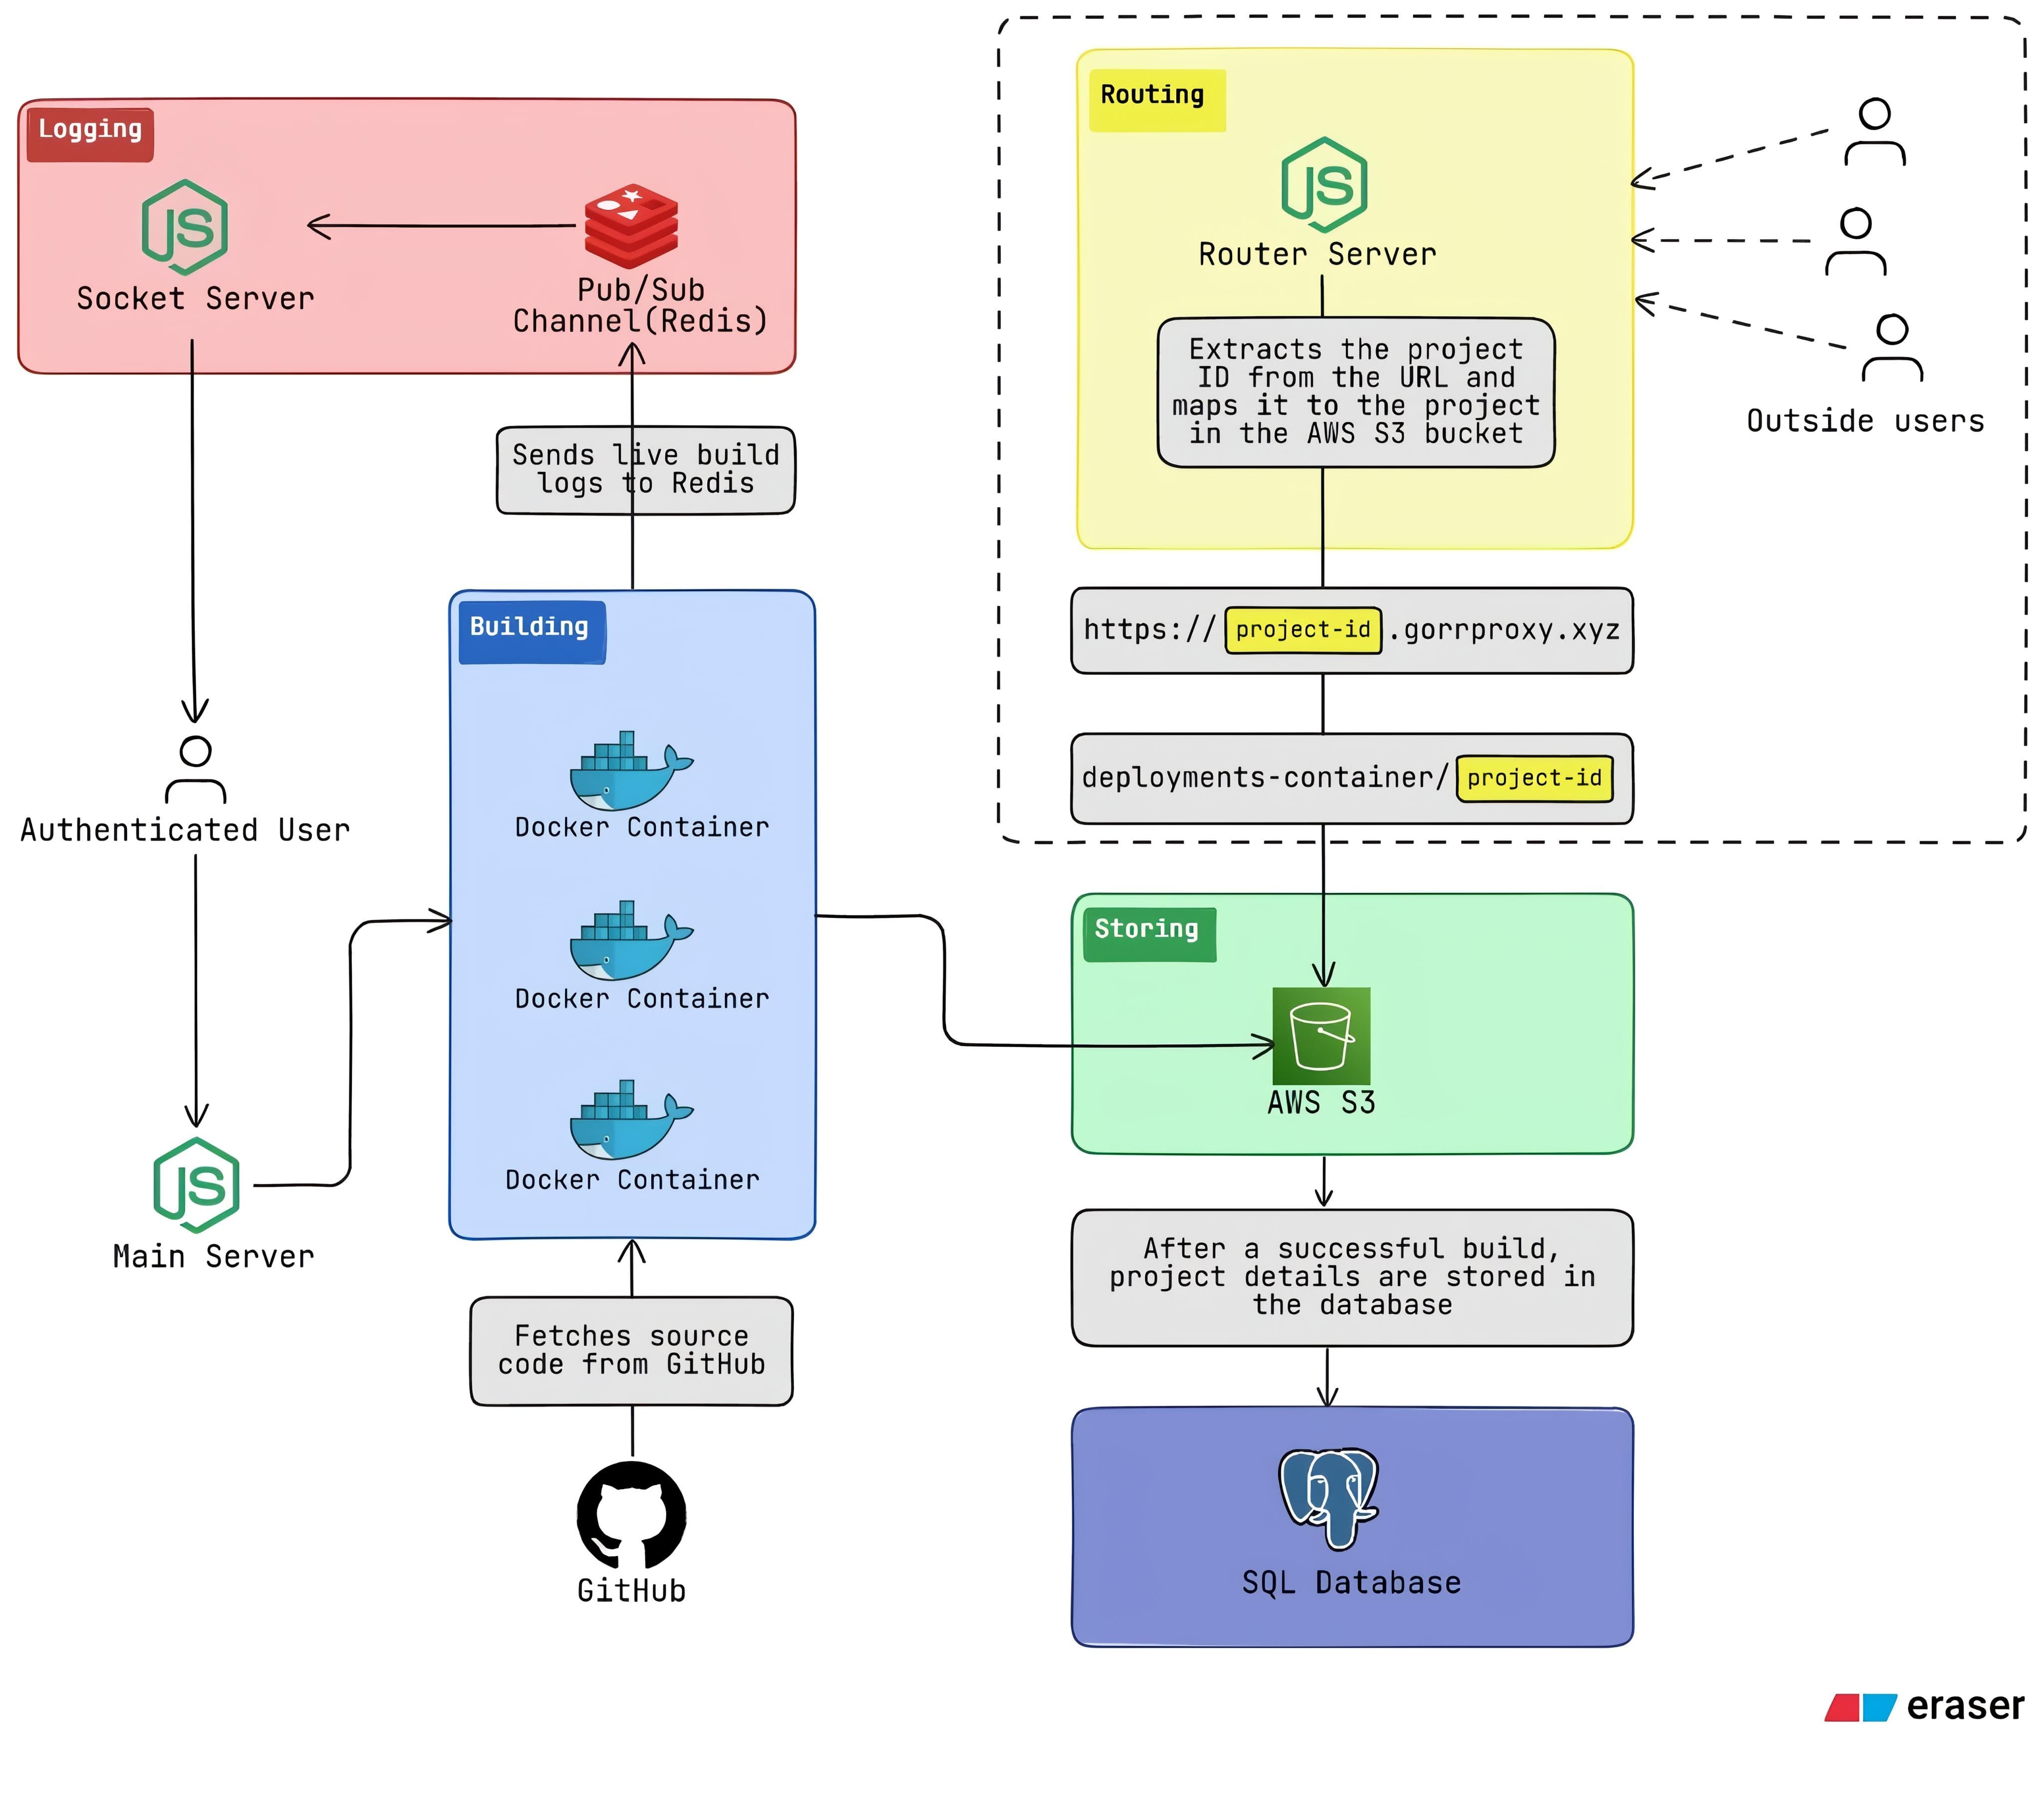 Logging
Socket Server
Pub/Sub
Channel(Redis)
Sends live build
logs to Redis
Authenticated User
Main Server
Building
Docker Container
Docker Container
Docker Container
Fetches source
code from GitHub
GitHub
Routing
Router Server
Extracts the project
ID from the URL and
maps it to the project
in the AWS S3 bucket
Outside users
https:// project-id .gorrproxy.xyz
deployments-container/ project-id
Storing
AWS S3
After a successful build,
project details are stored in
the database
SQL Database
eraser